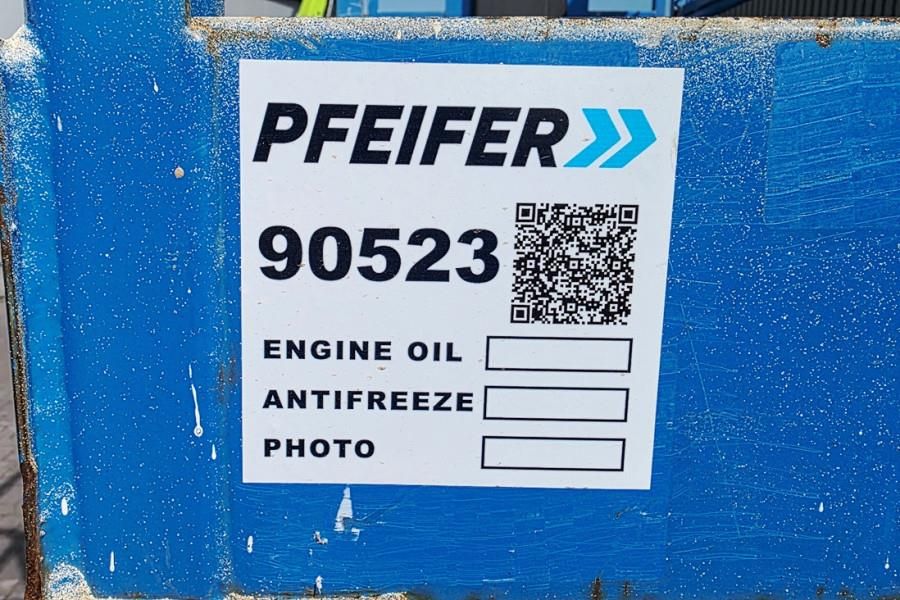 PFEIFER
90523
ENGINE OIL
ANTIFREEZE
PHOTO